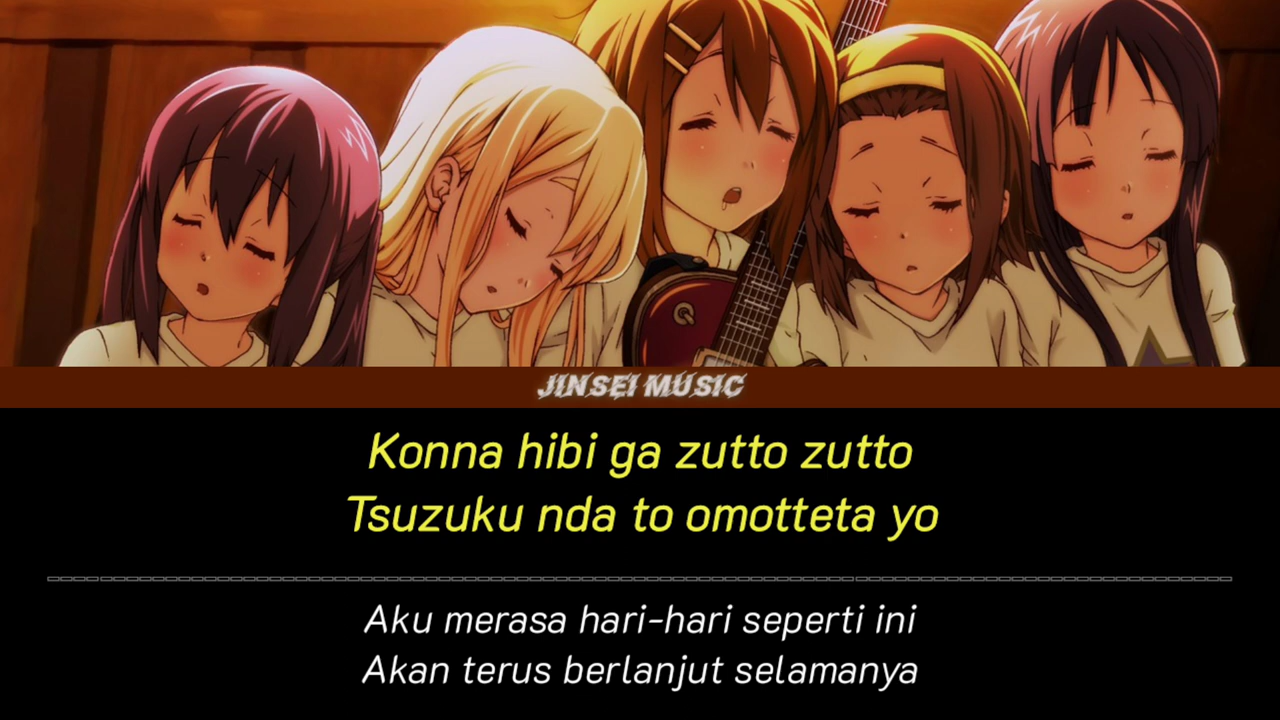 JINSEI MUSIC
Konna hibi ga zutto zutto
Tsuzuku nda to omotteta yo
Aku merasa hari-hari seperti ini
Akan terus berlanjut selamanya